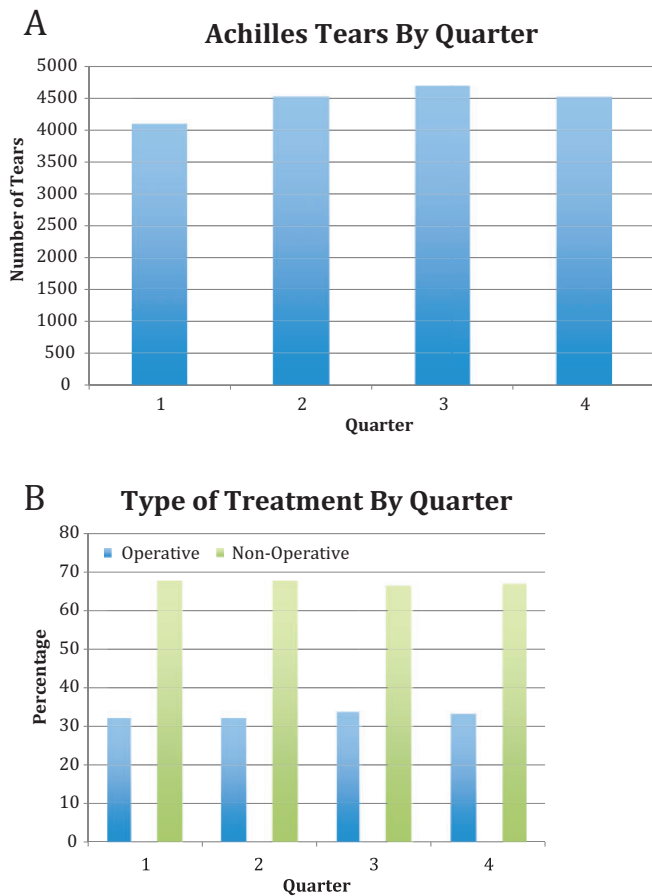 A
Achilles Tears By Quarter
5000
4500
4000
3500
3000
2500
2000
1500
1000
500
0
Number of Tears
1 2 3 4
Quarter
B
Type of Treatment By Quarter
80
70
60
50
40
30
20
10
0
Percentage
Operative Non-Operative
1 2 3 4
Quarter